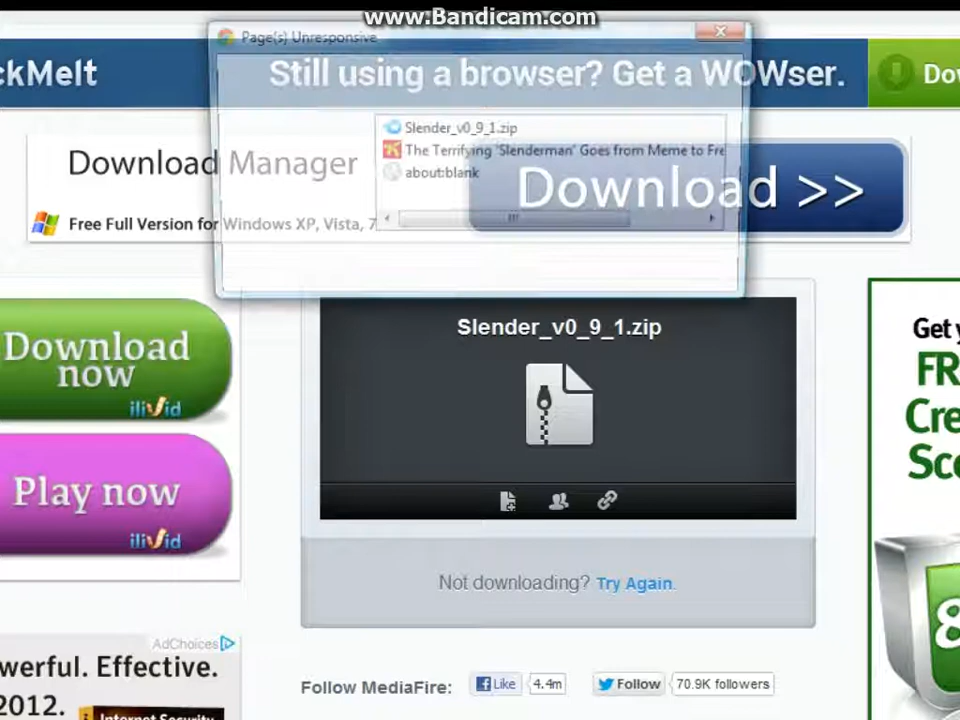 www.Bandicam.com
Page(s) Unresponsive
ckMelt
Still using a browser? Get a WOWser.
Slender_v0_9_1.zip
The Terrifying 'Slenderman' Goes from Meme to Fre
about:blank
Download Manager
Download >>
Free Full Version for Windows XP, Vista, 7
Download now
iliVid
Play now
iliVid
Slender_v0_9_1.zip
Not downloading? Try Again.
AdChoices
werful. Effective.
2012.
Internet Security
Follow MediaFire:
Like
4.4m
Follow
70.9K followers
Get y
FR
Cre
Sc
8